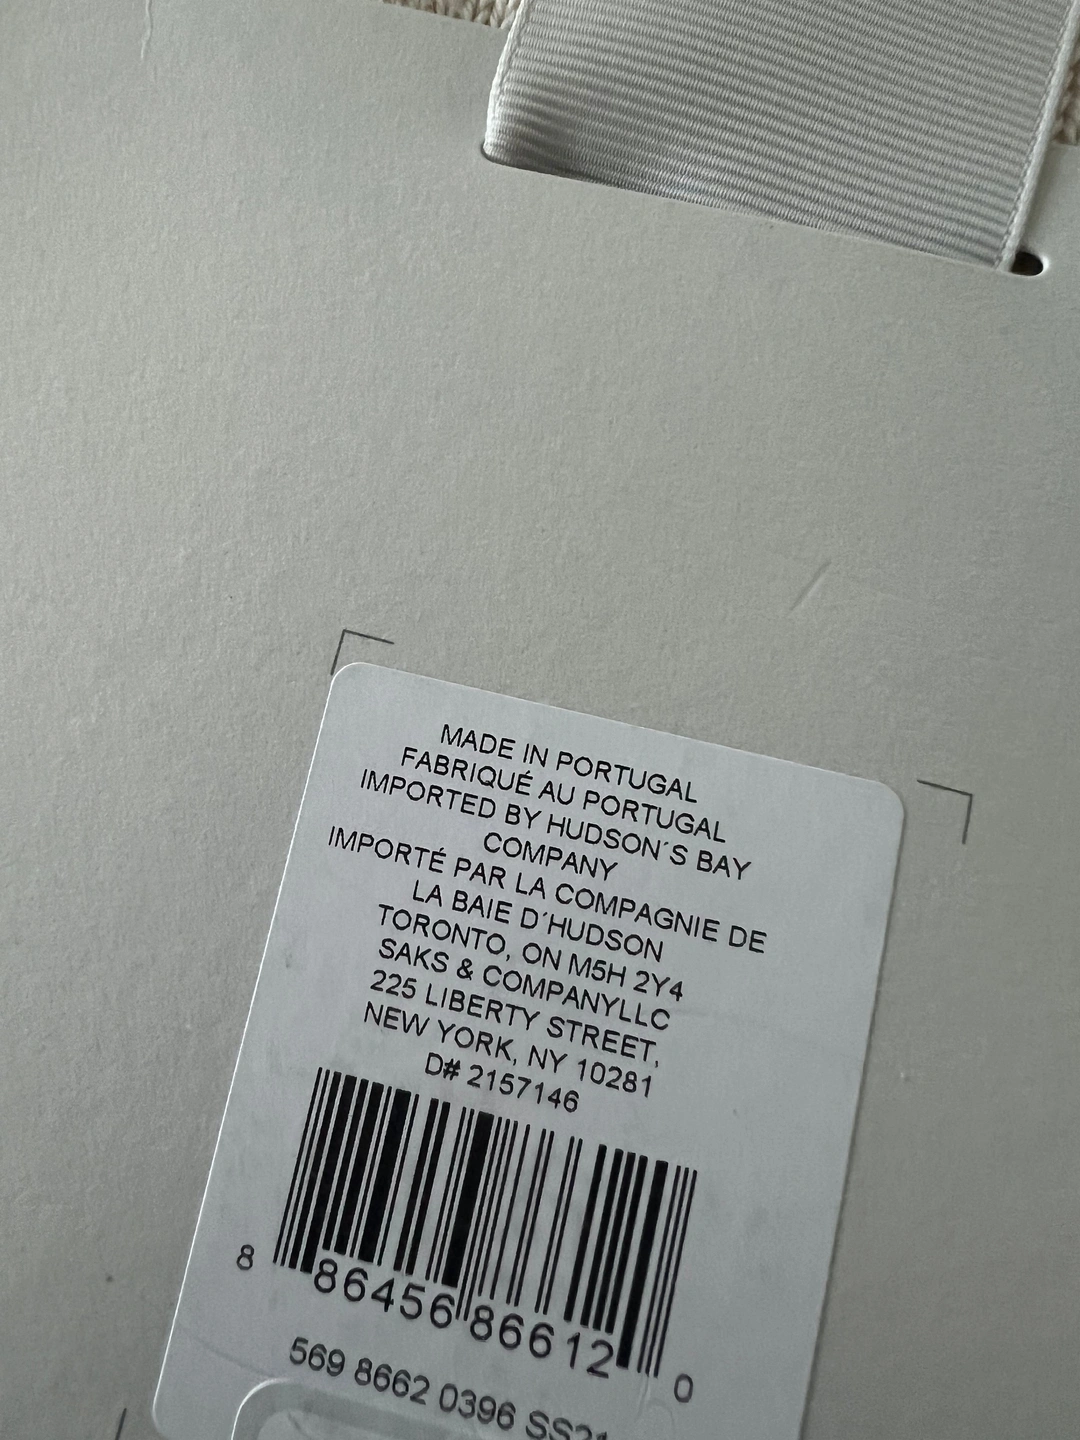 MADE IN PORTUGAL
FABRIQUÉ AU PORTUGAL
IMPORTED BY HUDSON´S BAY
COMPANY
IMPORTÉ PAR LA COMPAGNIE DE
LA BAIE D´HUDSON
TORONTO, ON M5H 2Y4
SAKS & COMPANYLLC
225 LIBERTY STREET,
NEW YORK, NY 10281
D# 2157146
8 86456 86612 0
569 8662 0396 SS21